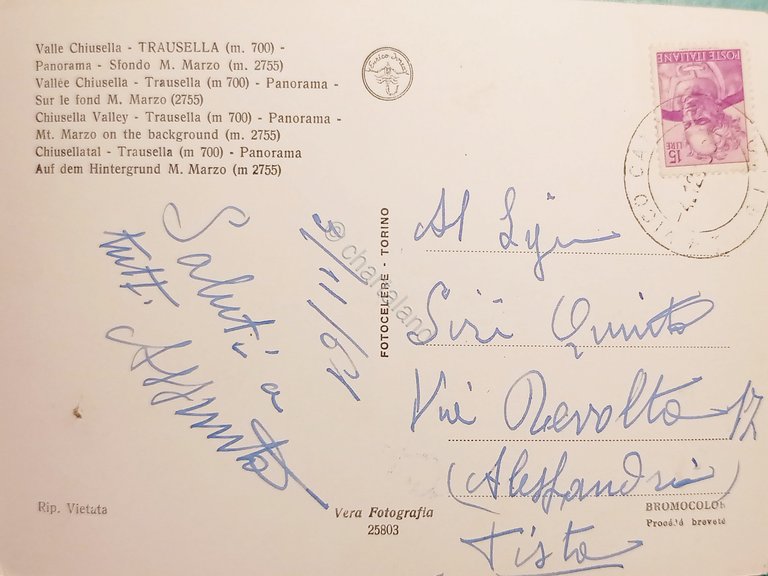 Valle Chiusella - TRAUSELLA (m. 700) -
Panorama - Sfondo M. Marzo (m. 2755)
Vallée Chiusella - Trausella (m 700) - Panorama -
Sur le fond M. Marzo (2755)
Chiusella Valley - Trausella (m 700) - Panorama -
Mt. Marzo on the background (m. 2755)
Chiusellatal - Trausella (m 700) - Panorama
Auf dem Hintergrund M. Marzo (m 2755)
POSTE ITALIANE
15 LIRE
Saluti a
tutti
Assunta
FOTOCELERE - TORINO
© chartaland
Al
Siri
Via Revolta 17
(Alessandria)
Tista
Rip. Vietata
Vera Fotografia
25803
BROMOCOLOR
Procédé breveté